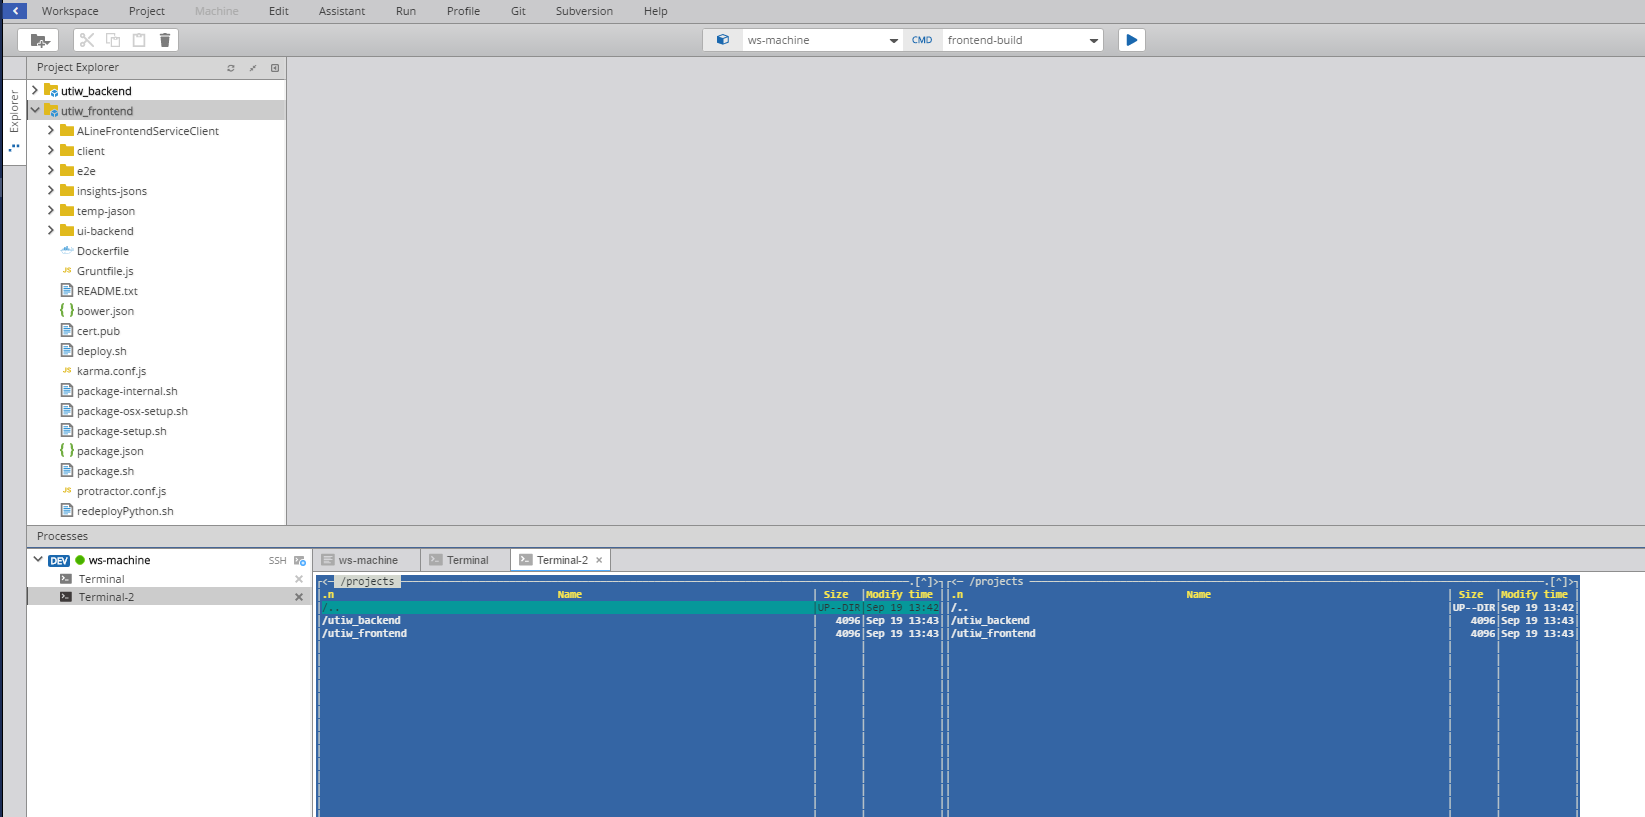 Workspace Project Machine Edit Assistant Run Profile Git Subversion Help
ws-machine CMD frontend-build
Explorer
Project Explorer
utiw_backend
utiw_frontend
ALineFrontendServiceClient
client
e2e
insights-jsons
temp-jason
ui-backend
Dockerfile
JS Gruntfile.js
README.txt
{ } bower.json
cert.pub
deploy.sh
JS karma.conf.js
package-internal.sh
package-osx-setup.sh
package-setup.sh
{ } package.json
package.sh
JS protractor.conf.js
redeployPython.sh
Processes
DEV ws-machine SSH
Terminal
Terminal-2
ws-machine Terminal Terminal-2 ×
<─ /projects .[^]> <─ /projects .[^]>
.n Name Size Modify time .n Name Size Modify time
/.. UP--DIR Sep 19 13:42 /.. UP--DIR Sep 19 13:42
/utiw_backend 4096 Sep 19 13:43 /utiw_backend 4096 Sep 19 13:43
/utiw_frontend 4096 Sep 19 13:43 /utiw_frontend 4096 Sep 19 13:43